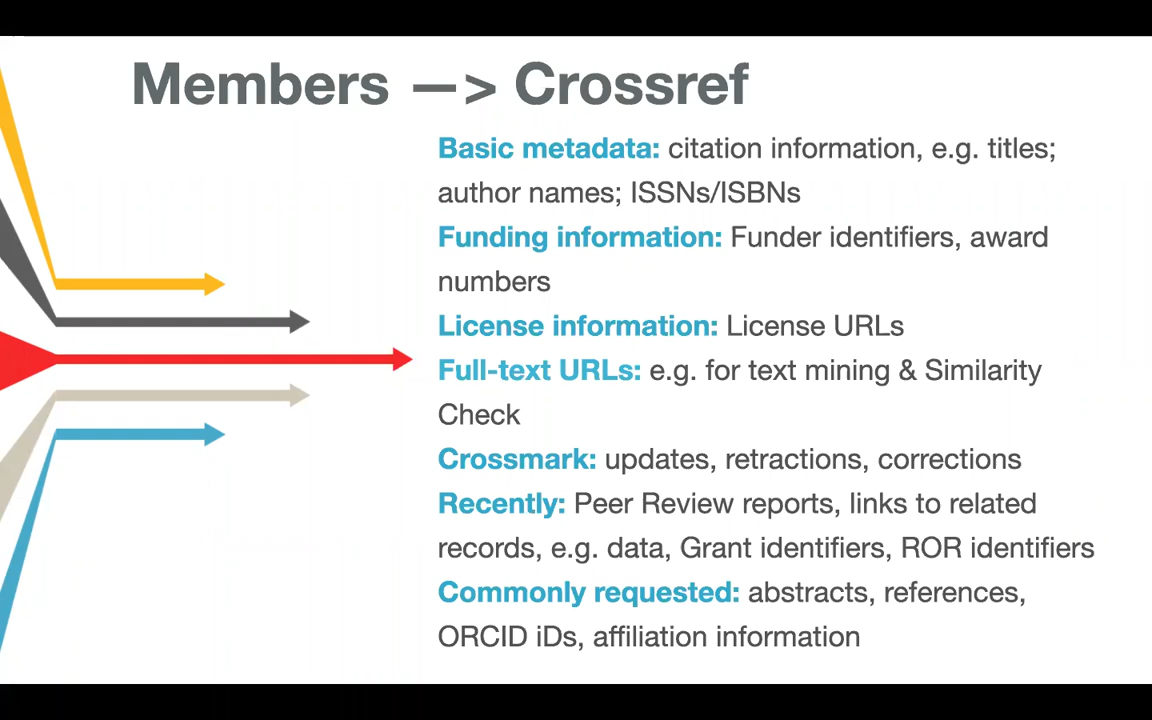 Members —> Crossref
Basic metadata: citation information, e.g. titles;
author names; ISSNs/ISBNs
Funding information: Funder identifiers, award
numbers
License information: License URLs
Full-text URLs: e.g. for text mining & Similarity
Check
Crossmark: updates, retractions, corrections
Recently: Peer Review reports, links to related
records, e.g. data, Grant identifiers, ROR identifiers
Commonly requested: abstracts, references,
ORCID iDs, affiliation information